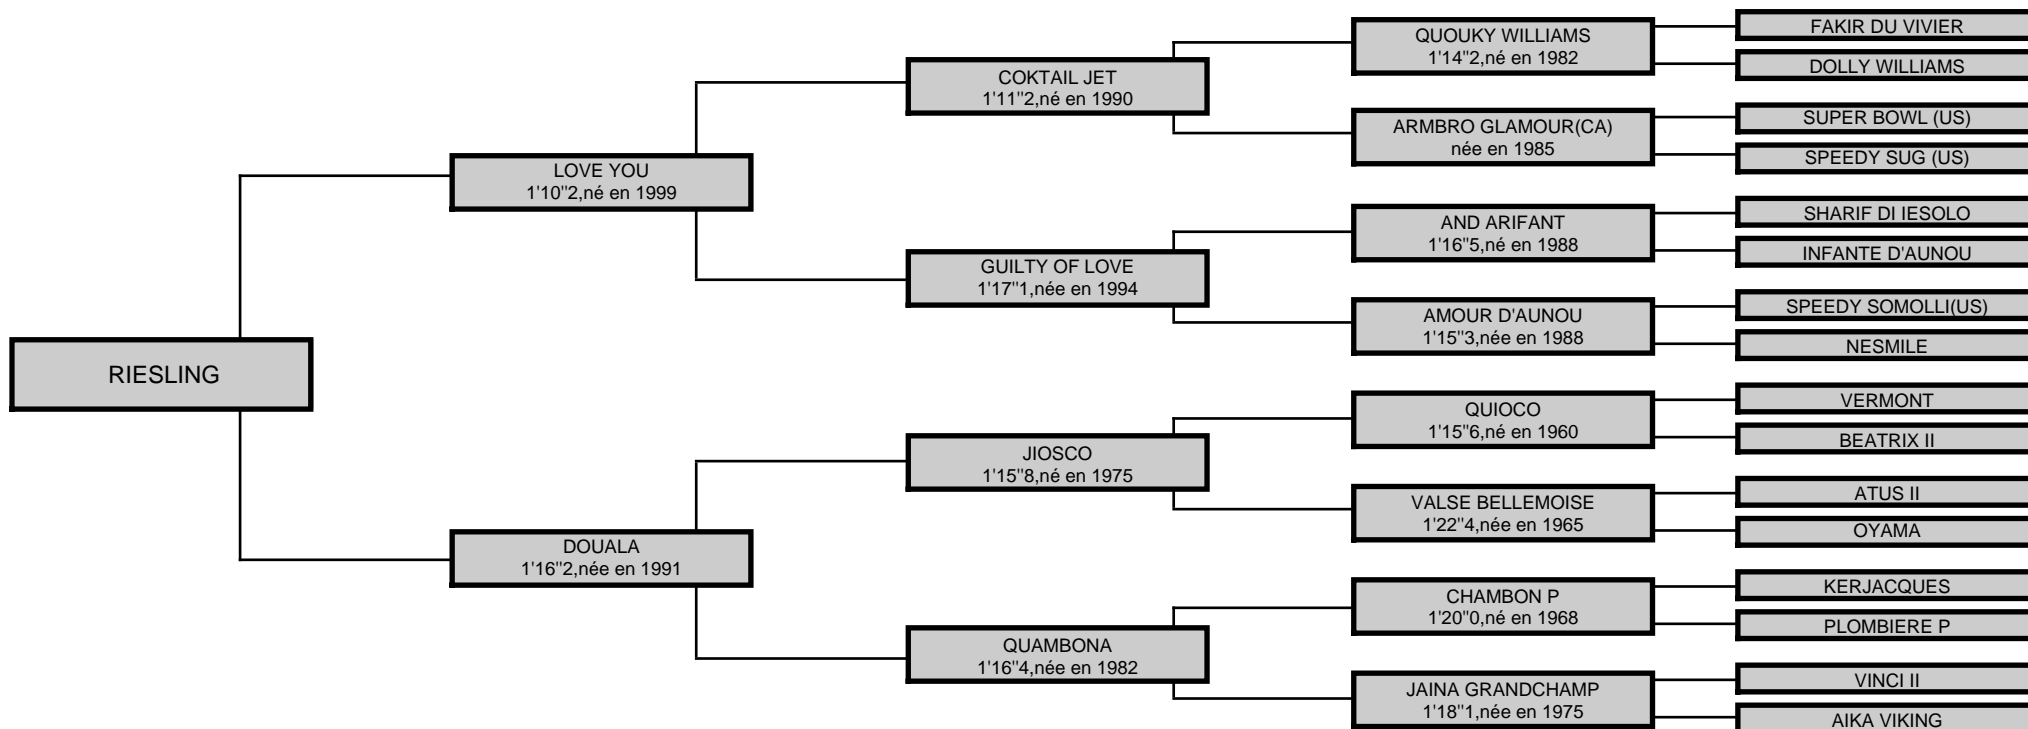 RIESLING
LOVE YOU
1'10"2,né en 1999
DOUALA
1'16"2,née en 1991
COKTAIL JET
1'11"2,né en 1990
GUILTY OF LOVE
1'17"1,née en 1994
JIOSCO
1'15"8,né en 1975
QUAMBONA
1'16"4,née en 1982
QUOUKY WILLIAMS
1'14"2,né en 1982
ARMBRO GLAMOUR(CA)
née en 1985
AND ARIFANT
1'16"5,né en 1988
AMOUR D'AUNOU
1'15"3,née en 1988
QUIOCO
1'15"6,né en 1960
VALSE BELLEMOISE
1'22"4,née en 1965
CHAMBON P
1'20"0,né en 1968
JAINA GRANDCHAMP
1'18"1,née en 1975
FAKIR DU VIVIER
DOLLY WILLIAMS
SUPER BOWL (US)
SPEEDY SUG (US)
SHARIF DI IESOLO
INFANTE D'AUNOU
SPEEDY SOMOLLI(US)
NESMILE
VERMONT
BEATRIX II
ATUS II
OYAMA
KERJACQUES
PLOMBIERE P
VINCI II
AIKA VIKING